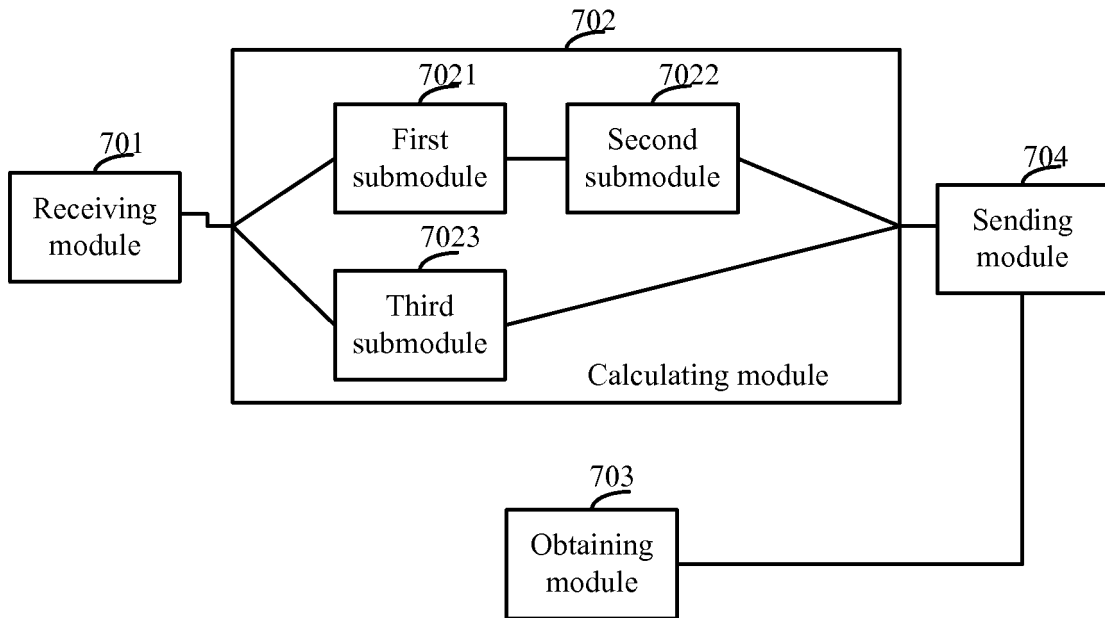 702
7021
First
submodule
7022
Second
submodule
701
Receiving
module
704
Sending
module
7023
Third
submodule
Calculating module
703
Obtaining
module